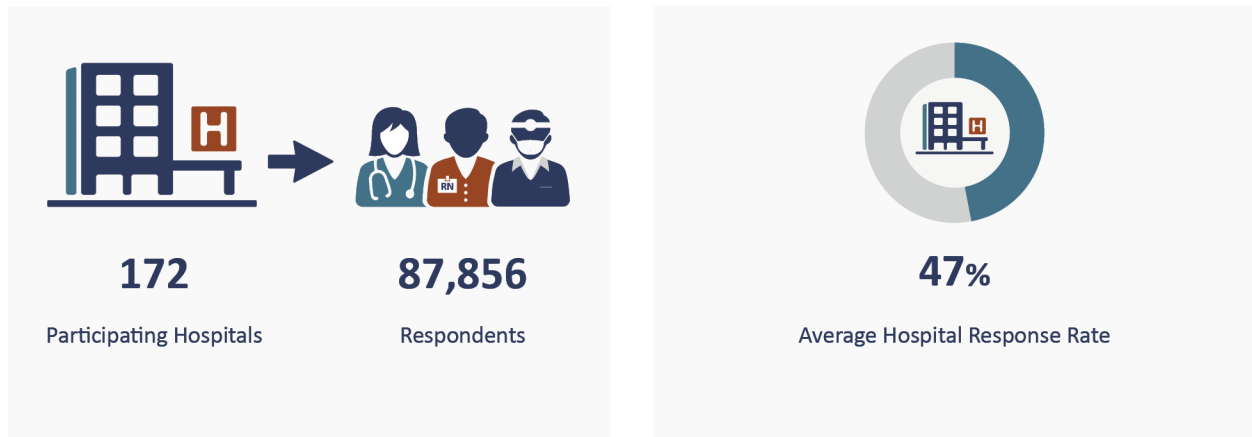 H
RN
172
87,856
Participating Hospitals
Respondents
H
47%
Average Hospital Response Rate